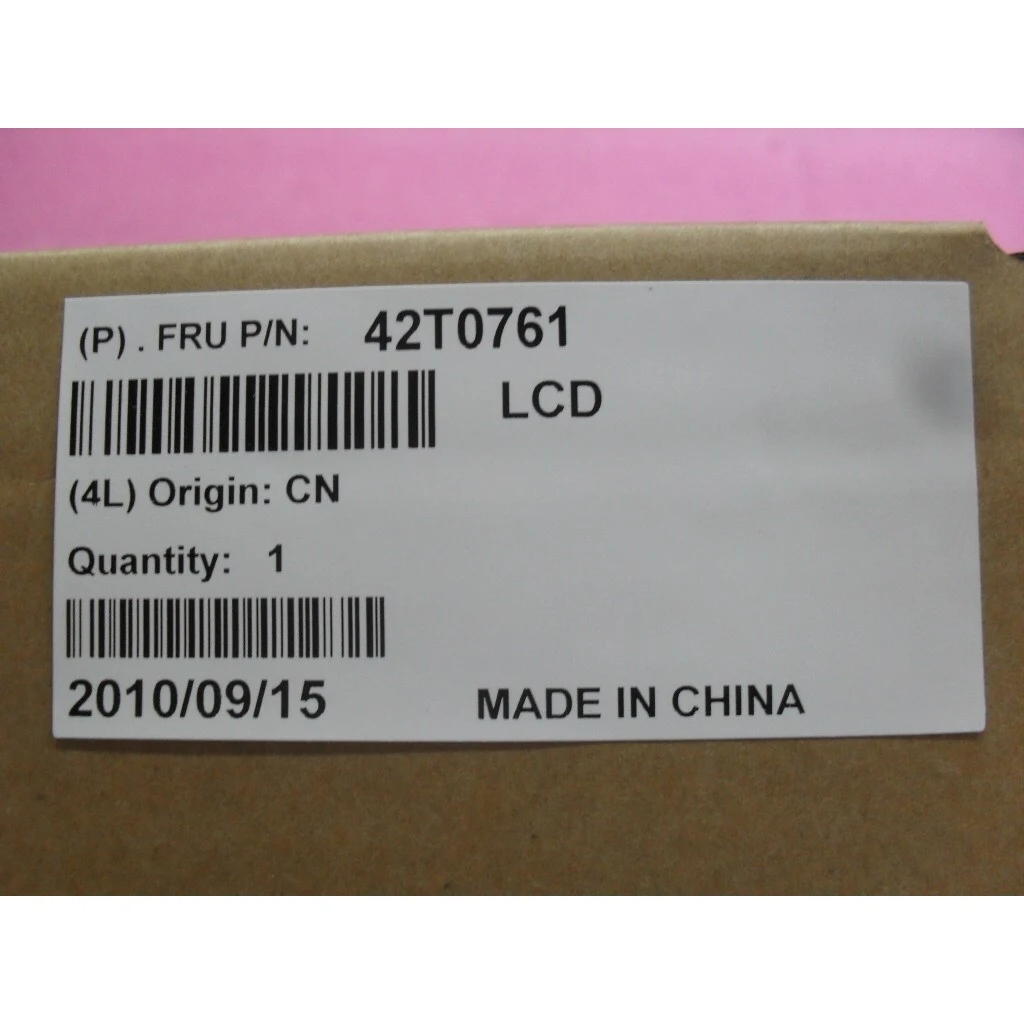 (P) . FRU P/N: 42T0761
LCD
(4L) Origin: CN
Quantity: 1
2010/09/15 MADE IN CHINA